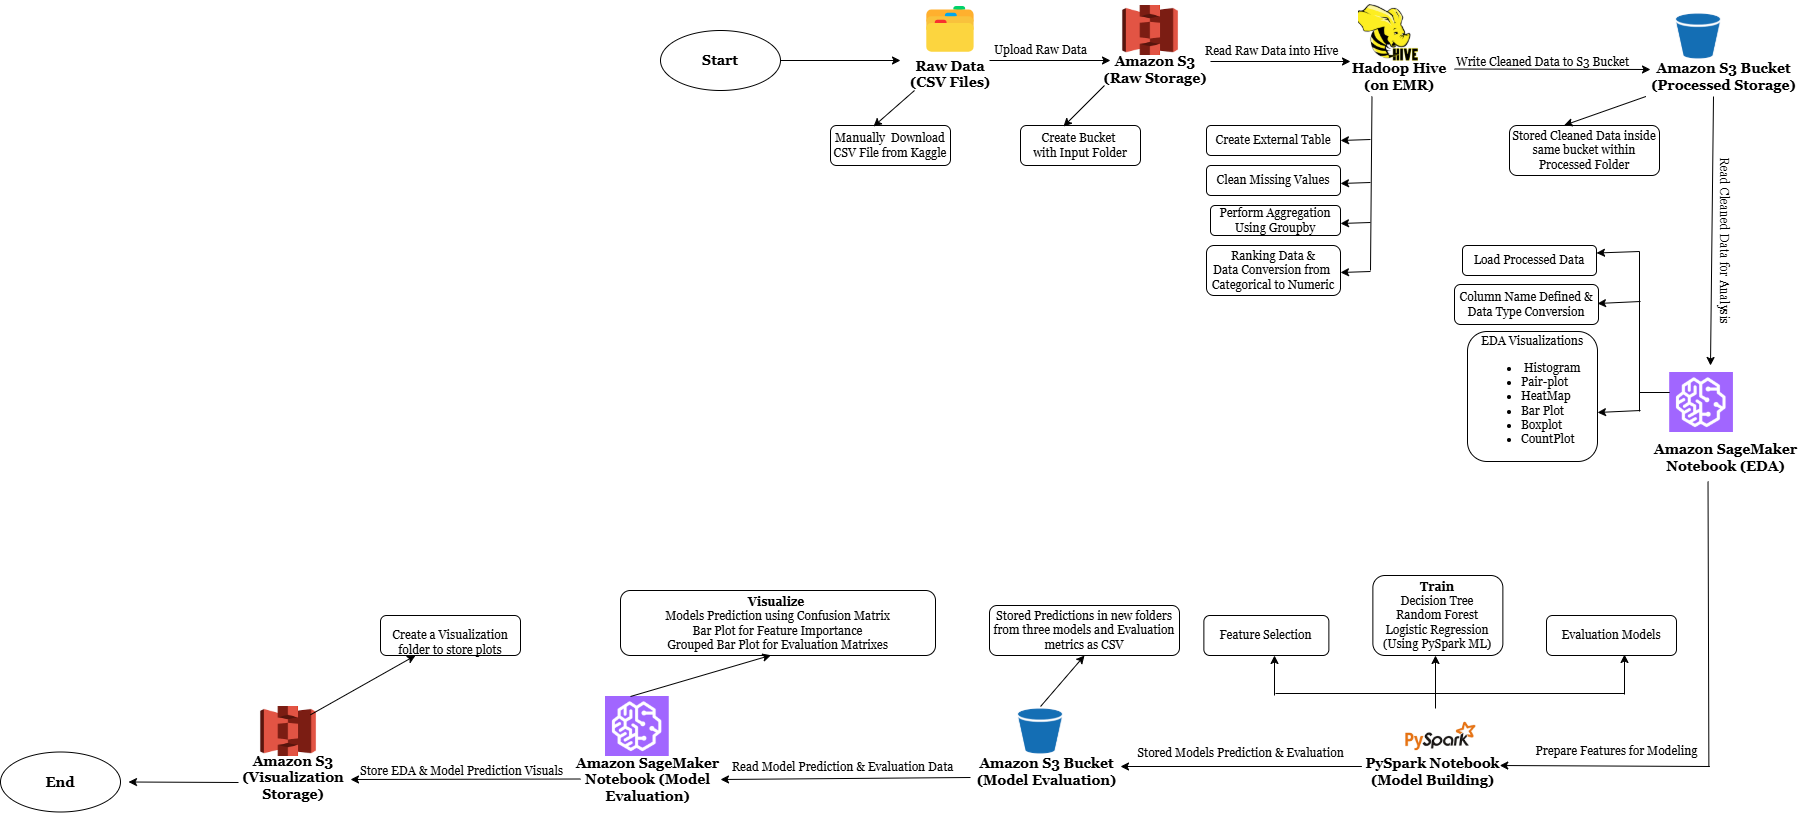 Start
Raw Data
(CSV Files)
Upload Raw Data
Amazon S3
(Raw Storage)
Read Raw Data into Hive
HIVE
Hadoop Hive
(on EMR)
Write Cleaned Data to S3 Bucket
Amazon S3 Bucket
(Processed Storage)
Manually Download
CSV File from Kaggle
Create Bucket
with Input Folder
Create External Table
Clean Missing Values
Perform Aggregation
Using Groupby
Ranking Data &
Data Conversion from
Categorical to Numeric
Stored Cleaned Data inside
same bucket within
Processed Folder
Read Cleaned Data for Analysis
Load Processed Data
Column Name Defined &
Data Type Conversion
EDA Visualizations
• Histogram
• Pair-plot
• HeatMap
• Bar Plot
• Boxplot
• CountPlot
Amazon SageMaker
Notebook (EDA)
Prepare Features for Modeling
Evaluation Models
Train
Decision Tree
Random Forest
Logistic Regression
(Using PySpark ML)
Feature Selection
PySpark
PySpark Notebook
(Model Building)
Stored Models Prediction & Evaluation
Stored Predictions in new folders
from three models and Evaluation
metrics as CSV
Amazon S3 Bucket
(Model Evaluation)
Read Model Prediction & Evaluation Data
Visualize
Models Prediction using Confusion Matrix
Bar Plot for Feature Importance
Grouped Bar Plot for Evaluation Matrixes
Amazon SageMaker
Notebook (Model
Evaluation)
Store EDA & Model Prediction Visuals
Create a Visualization
folder to store plots
Amazon S3
(Visualization
Storage)
End